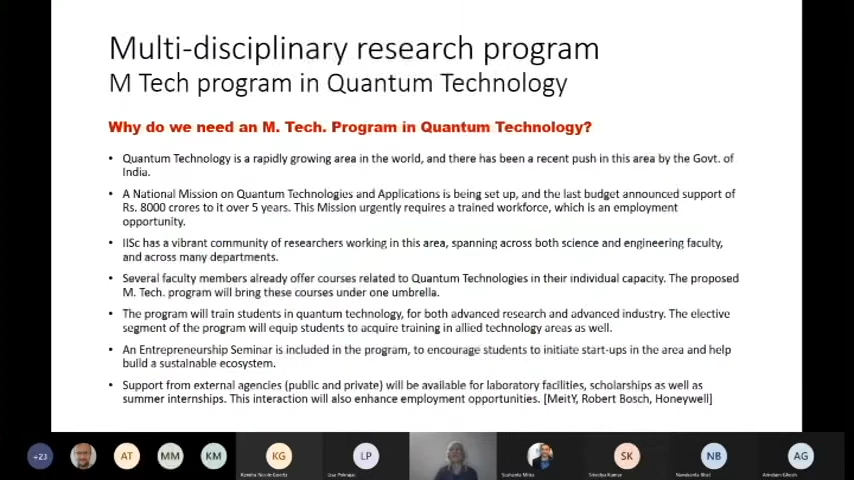 Multi-disciplinary research program
M Tech program in Quantum Technology
Why do we need an M. Tech. Program in Quantum Technology?
• Quantum Technology is a rapidly growing area in the world, and there has been a recent push in this area by the Govt. of
India.
• A National Mission on Quantum Technologies and Applications is being set up, and the last budget announced support of
Rs. 8000 crores to it over 5 years. This Mission urgently requires a trained workforce, which is an employment
opportunity.
• IISc has a vibrant community of researchers working in this area, spanning across both science and engineering faculty,
and across many departments.
• Several faculty members already offer courses related to Quantum Technologies in their individual capacity. The proposed
M. Tech. program will bring these courses under one umbrella.
• The program will train students in quantum technology, for both advanced research and advanced industry. The elective
segment of the program will equip students to acquire training in allied technology areas as well.
• An Entrepreneurship Seminar is included in the program, to encourage students to initiate start-ups in the area and help
build a sustainable ecosystem.
• Support from external agencies (public and private) will be available for laboratory facilities, scholarships as well as
summer internships. This interaction will also enhance employment opportunities. [MeitY, Robert Bosch, Honeywell]
+23 AT MM KM KG LP SK NB AG
Sushanta Mitra Arindam Ghosh